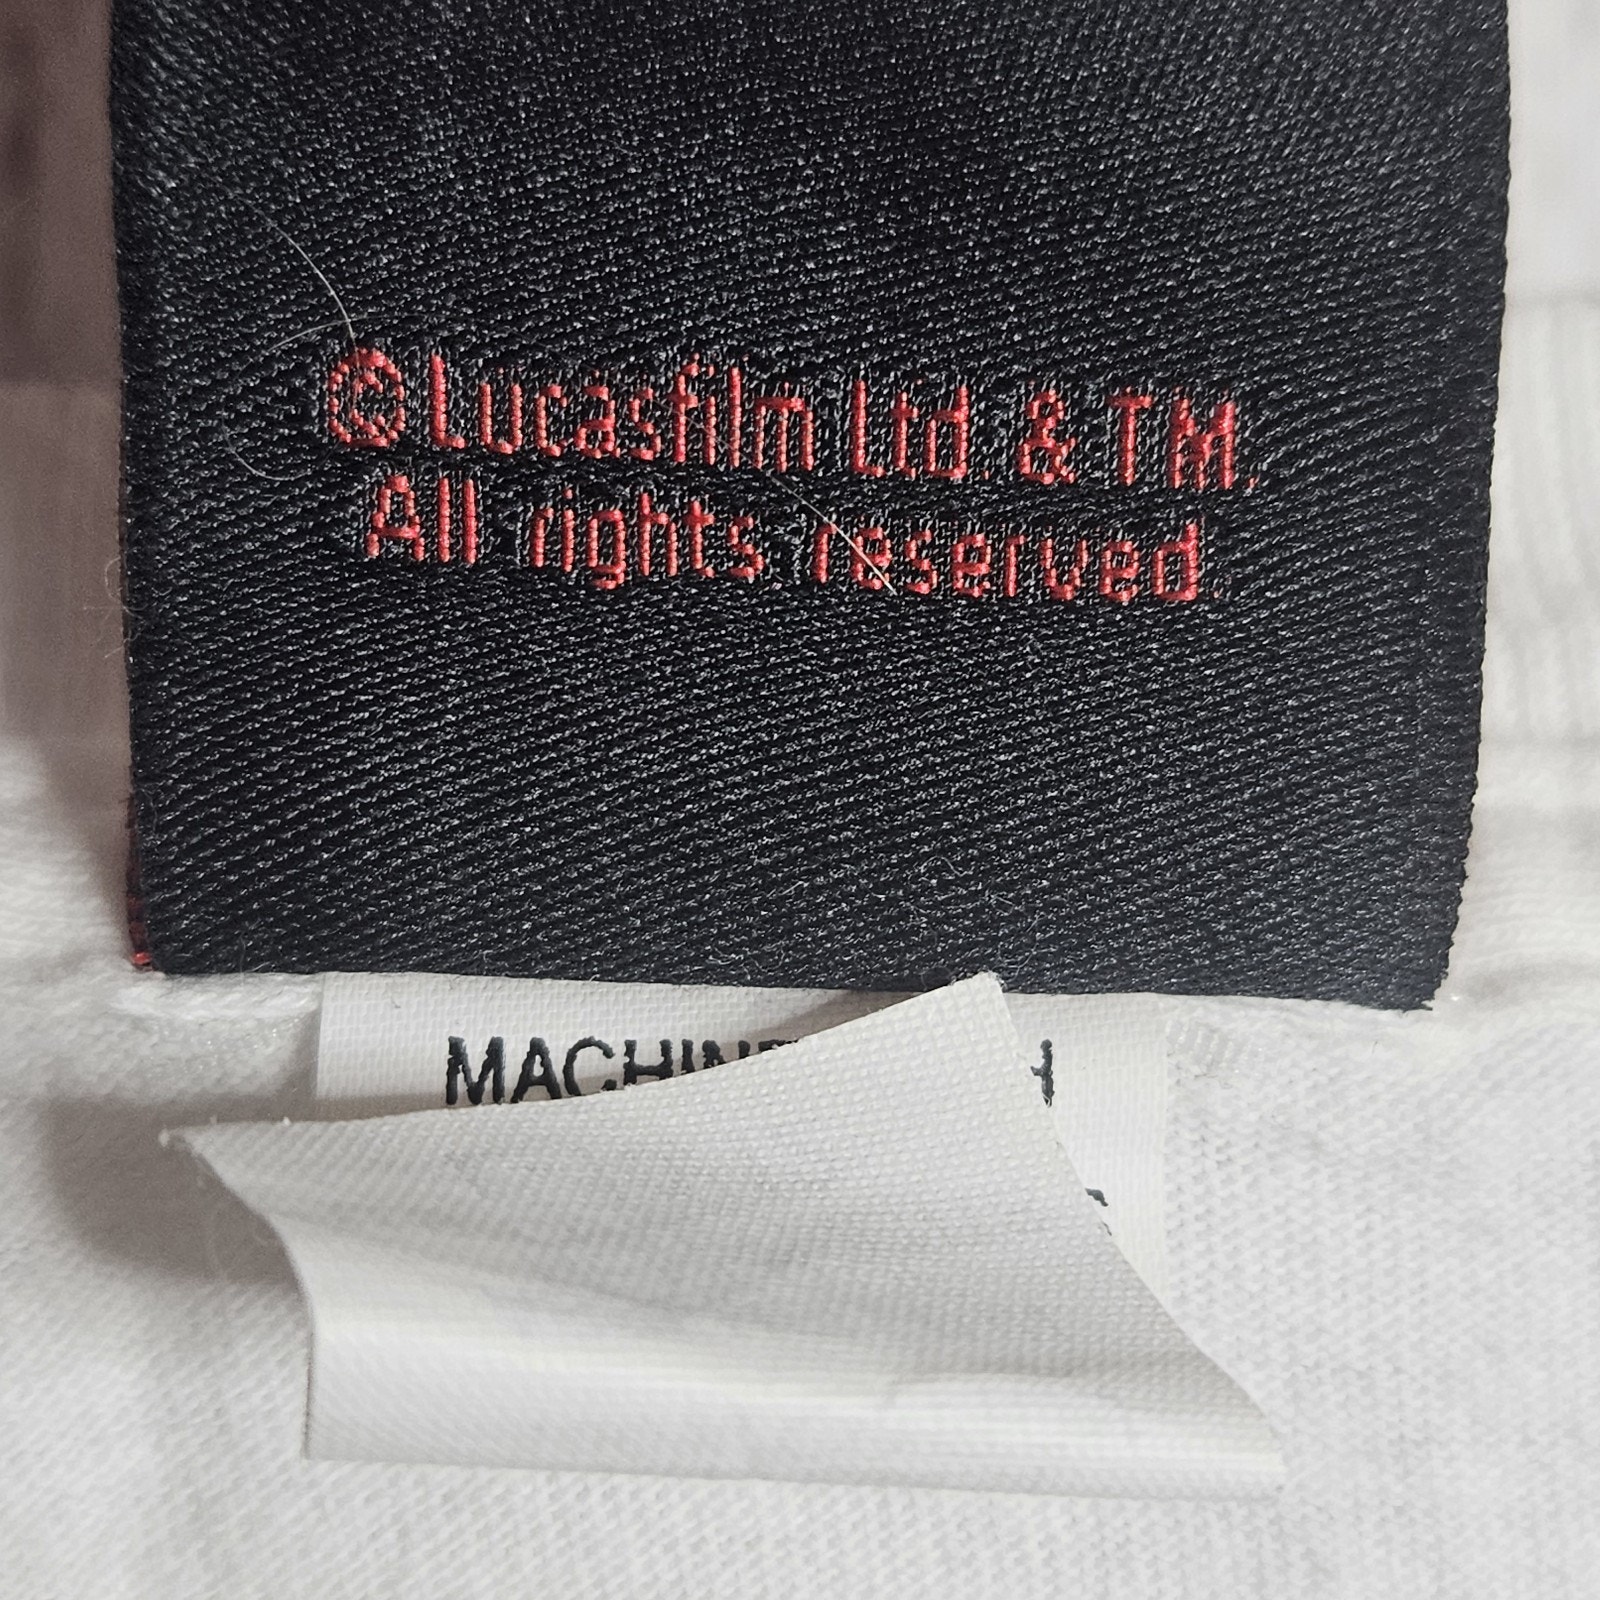 ©Lucasfilm Ltd. & TM.
All rights reserved.